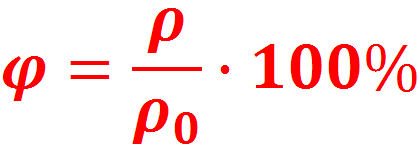 φ = ρ / ρ₀ · 100%